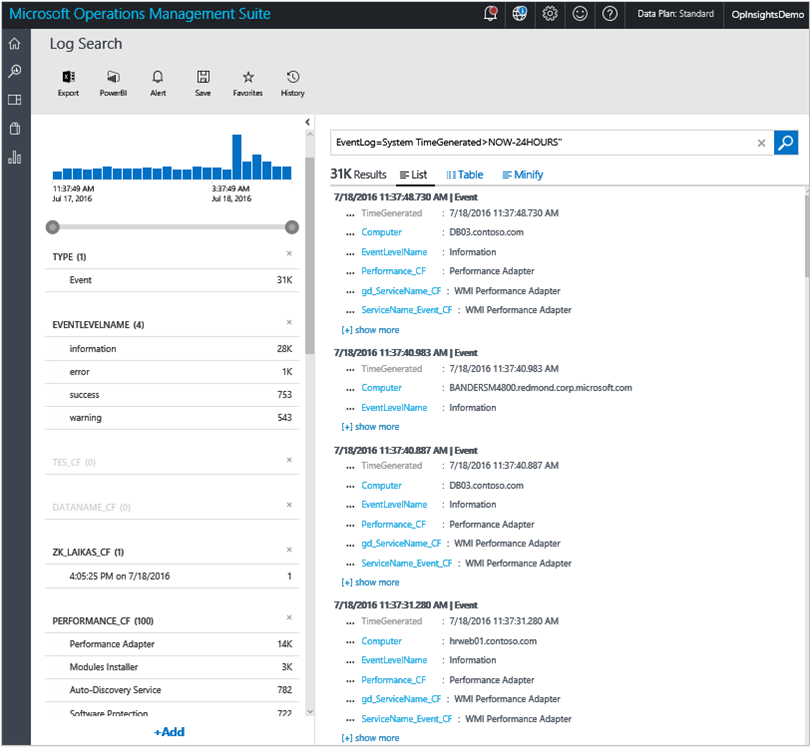 Microsoft Operations Management Suite
Data Plan: Standard
OpInsightsDemo
Log Search
Export
PowerBI
Alert
Save
Favorites
History
11:37:49 AM
Jul 17, 2016
3:37:49 AM
Jul 18, 2016
TYPE (1)
Event 31K
EVENTLEVELNAME (4)
information 28K
error 1K
success 753
warning 543
TES_CF (0)
DATANAME_CF (0)
ZK_LAIKAS_CF (1)
4:05:25 PM on 7/18/2016 1
PERFORMANCE_CF (100)
Performance Adapter 14K
Modules Installer 3K
Auto-Discovery Service 782
Software Protection 722
+Add
EventLog=System TimeGenerated>NOW-24HOURS"
31K Results
List
Table
Minify
7/18/2016 11:37:48.730 AM | Event
... TimeGenerated : 7/18/2016 11:37:48.730 AM
... Computer : DB03.contoso.com
... EventLevelName : Information
... Performance_CF : Performance Adapter
... gd_ServiceName_CF : WMI Performance Adapter
... ServiceName_Event_CF : WMI Performance Adapter
[+] show more
7/18/2016 11:37:40.983 AM | Event
... TimeGenerated : 7/18/2016 11:37:40.983 AM
... Computer : BANDERSM4800.redmond.corp.microsoft.com
... EventLevelName : Information
[+] show more
7/18/2016 11:37:40.887 AM | Event
... TimeGenerated : 7/18/2016 11:37:40.887 AM
... Computer : DB03.contoso.com
... EventLevelName : Information
... Performance_CF : Performance Adapter
... gd_ServiceName_CF : WMI Performance Adapter
... ServiceName_Event_CF : WMI Performance Adapter
[+] show more
7/18/2016 11:37:31.280 AM | Event
... TimeGenerated : 7/18/2016 11:37:31.280 AM
... Computer : hrweb01.contoso.com
... EventLevelName : Information
... Performance_CF : Performance Adapter
... gd_ServiceName_CF : WMI Performance Adapter
... ServiceName_Event_CF : WMI Performance Adapter
[+] show more